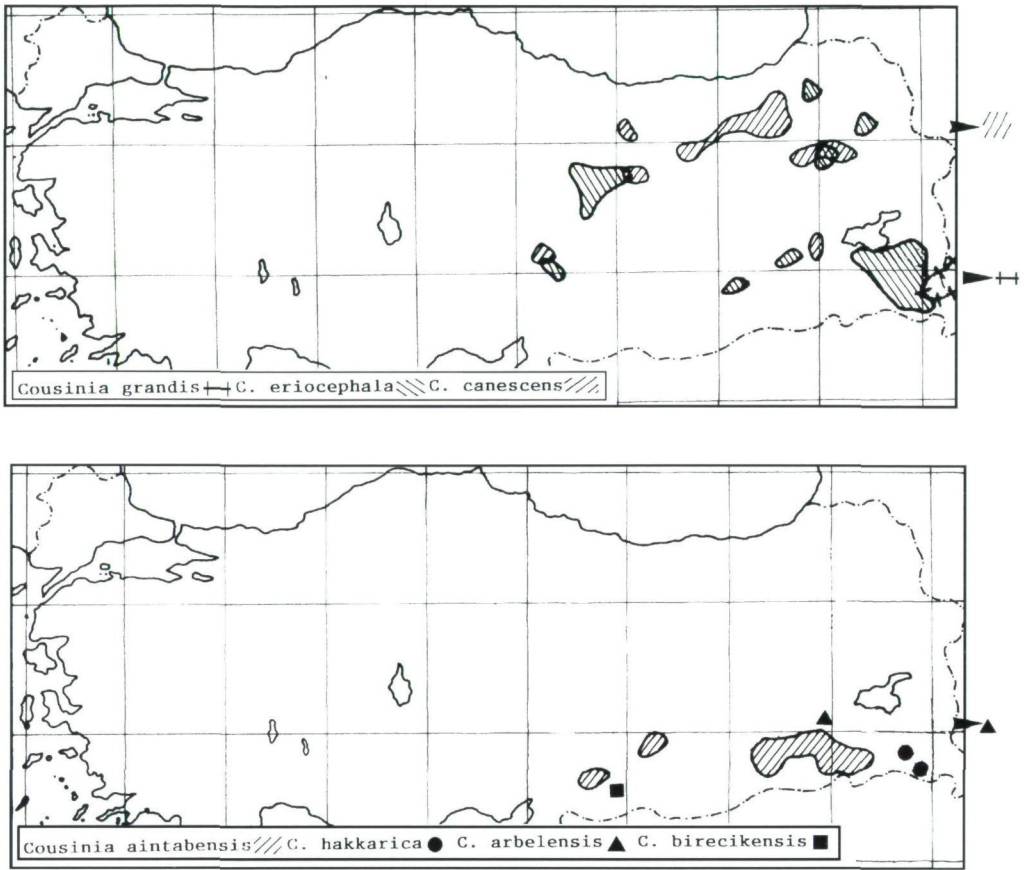 Cousinia grandis C. eriocephala C. canescens
Cousinia aintabensis C. hakkarica C. arbelensis C. birecikensis